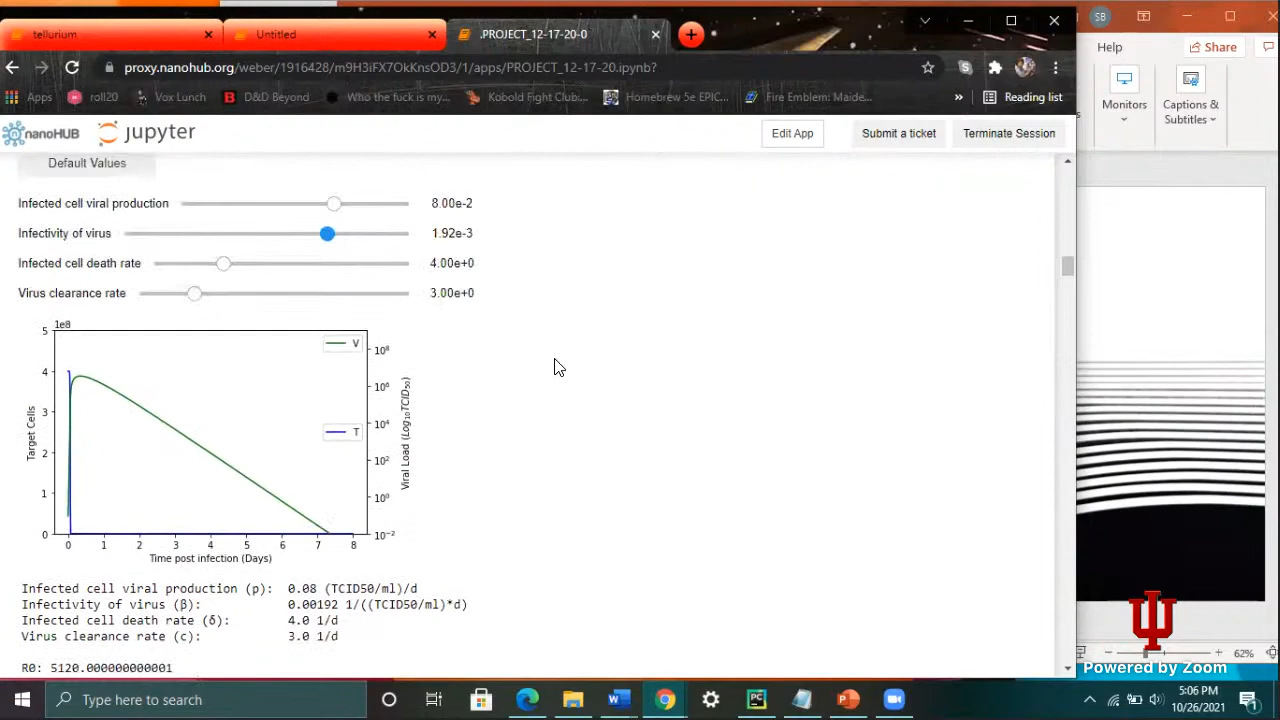 tellurium
Untitled
.PROJECT_12-17-20-0
SB
proxy.nanohub.org/weber/1916428/m9H3iFX7OkKnsOD3/1/apps/PROJECT_12-17-20.ipynb?
Help
Share
Apps
roll20
Vox Lunch
D&D Beyond
Who the fuck is my...
Kobold Fight Club:...
Homebrew 5e EPIC...
Fire Emblem: Maide...
»
Reading list
Monitors
Captions &
Subtitles
nanoHUB
jupyter
Edit App
Submit a ticket
Terminate Session
Default Values
Infected cell viral production 8.00e-2
Infectivity of virus 1.92e-3
Infected cell death rate 4.00e+0
Virus clearance rate 3.00e+0
1e8
5
4
3
2
1
0
Target Cells
V
T
10^8
10^6
10^4
10^2
10^0
10^-2
Viral Load (Log10TCID50)
0 1 2 3 4 5 6 7 8
Time post infection (Days)
Infected cell viral production (p): 0.08 (TCID50/ml)/d
Infectivity of virus (β): 0.00192 1/((TCID50/ml)*d)
Infected cell death rate (δ): 4.0 1/d
Virus clearance rate (c): 3.0 1/d
R0: 5120.000000000001
62%
Powered by Zoom
Type here to search
5:06 PM
10/26/2021
1